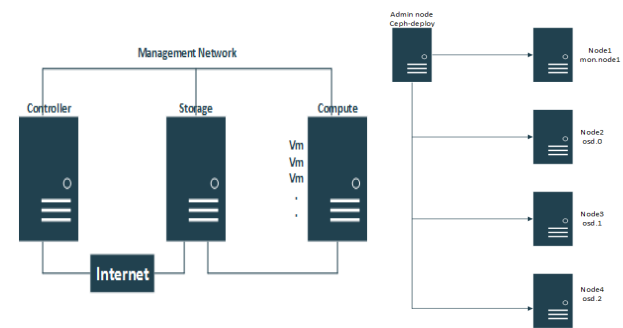 Management Network
Controller
Storage
Compute
Vm
Vm
Vm
.
.
Internet
Admin node
Ceph-deploy
Node1
mon.node1
Node2
osd.0
Node3
osd.1
Node4
osd.2